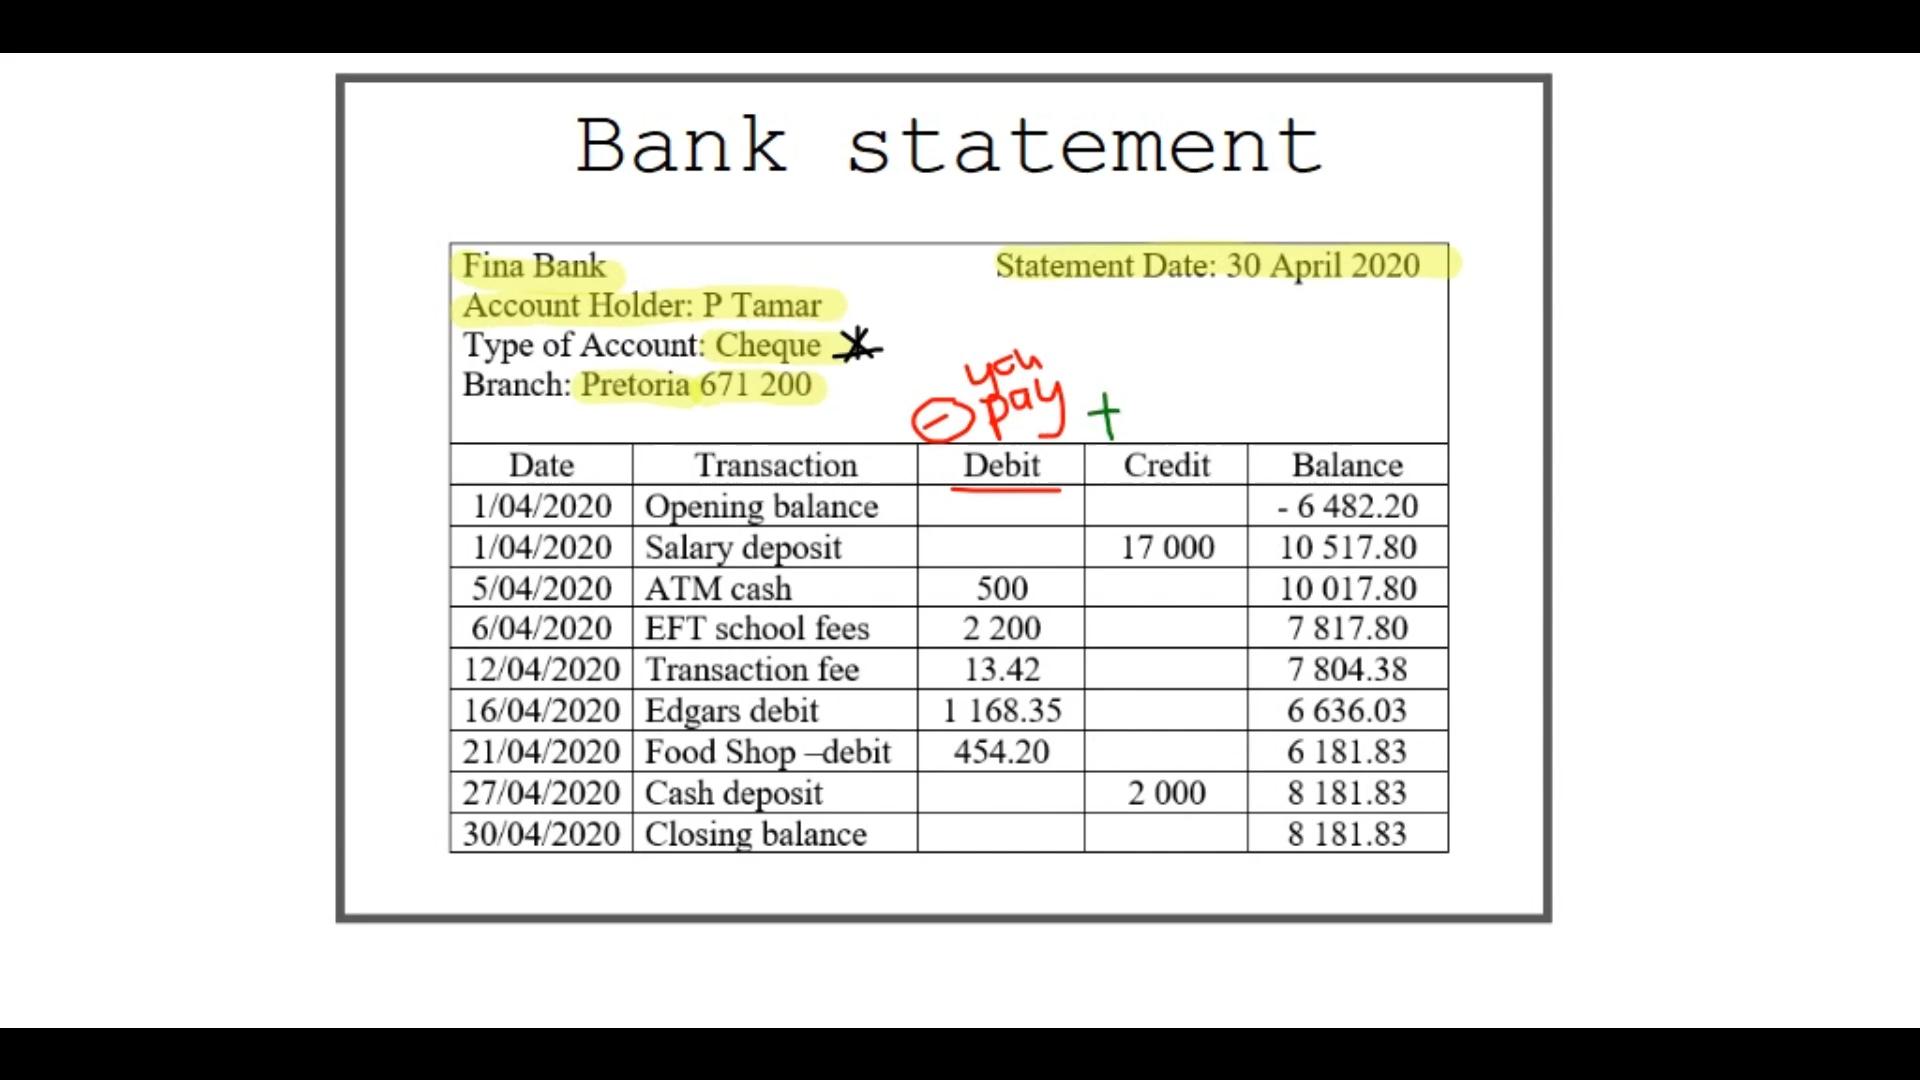 Bank statement
Fina Bank Statement Date: 30 April 2020
Account Holder: P Tamar
Type of Account: Cheque
Branch: Pretoria 671 200
you
- pay +
Date Transaction Debit Credit Balance
1/04/2020 Opening balance - 6 482.20
1/04/2020 Salary deposit 17 000 10 517.80
5/04/2020 ATM cash 500 10 017.80
6/04/2020 EFT school fees 2 200 7 817.80
12/04/2020 Transaction fee 13.42 7 804.38
16/04/2020 Edgars debit 1 168.35 6 636.03
21/04/2020 Food Shop –debit 454.20 6 181.83
27/04/2020 Cash deposit 2 000 8 181.83
30/04/2020 Closing balance 8 181.83